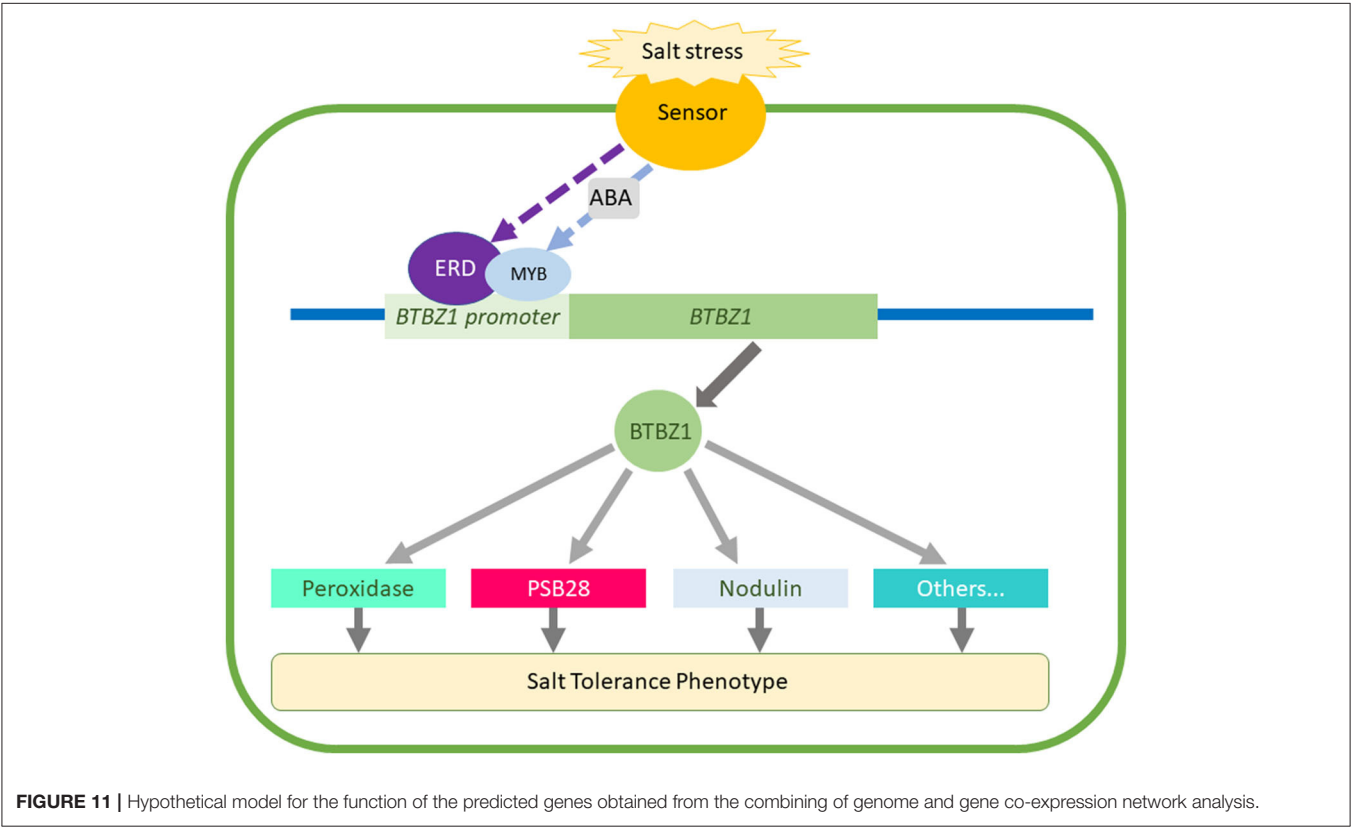 Salt stress
Sensor
ABA
ERD
MYB
BTBZ1 promoter
BTBZ1
BTBZ1
Peroxidase
PSB28
Nodulin
Others...
Salt Tolerance Phenotype
FIGURE 11 | Hypothetical model for the function of the predicted genes obtained from the combining of genome and gene co-expression network analysis.